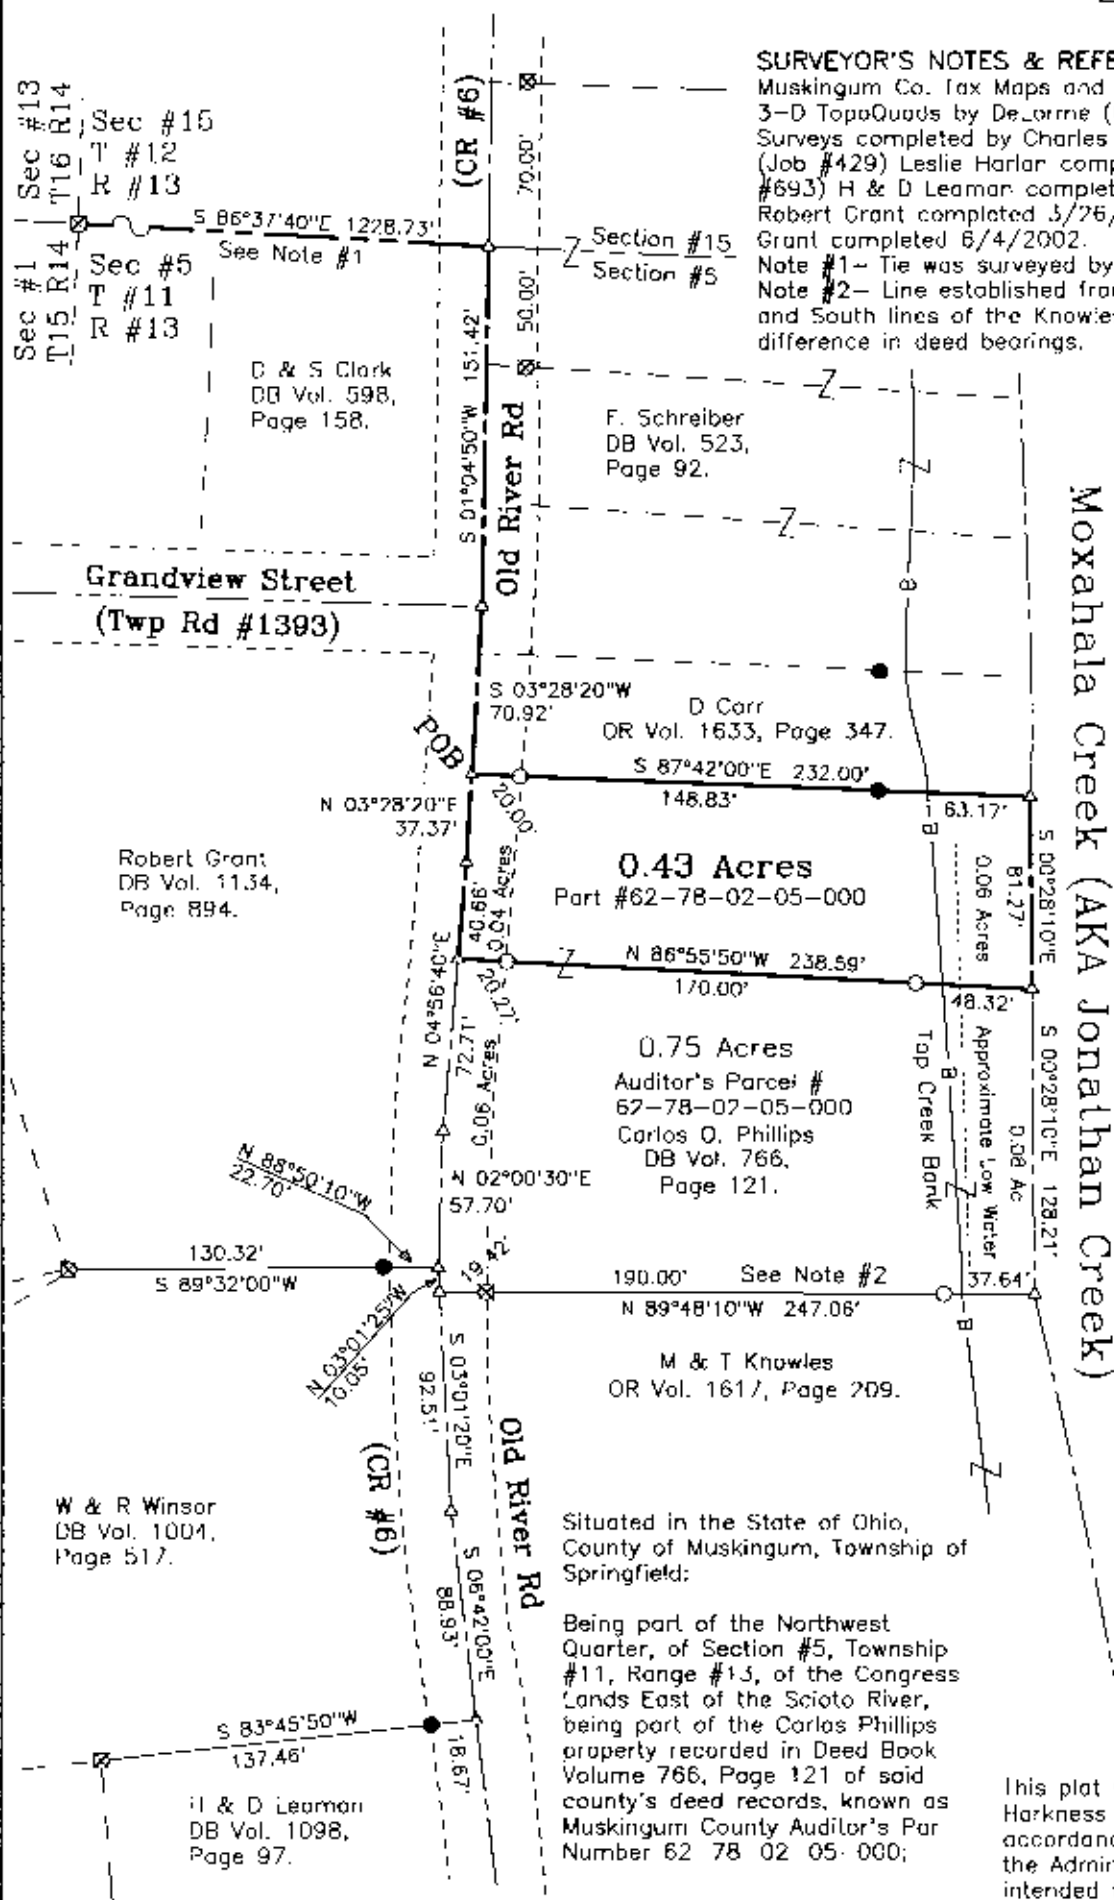 SURVEYOR'S NOTES & REFE
Muskingum Co. Tax Maps and
3-D TopoQuads by DeLorme (
Surveys completed by Charles
(Job #429) Leslie Harlan comp
#693) H & D Leaman complet
Robert Grant completed 3/26/
Grant completed 6/4/2002.
Note #1- Tie was surveyed by
Note #2- Line established fro
and South lines of the Knowle
difference in deed bearings.
Sec #13
T16 R14
Sec #15
T #12
R #13
Sec #1
T15 R14
Sec #5
T #11
R #13
S 86°37'40"E 1228.73'
See Note #1
(CR #6)
70.00'
50.00'
Section #15
Section #5
D & S Clark
DB Vol. 598,
Page 158.
S 01°04'50"W 151.42'
Old River Rd
F. Schreiber
DB Vol. 523,
Page 92.
Grandview Street
(Twp Rd #1393)
S 03°28'20"W
70.92'
D Carr
OR Vol. 1633, Page 347.
POB
S 87°42'00"E 232.00'
148.83'
63.17'
20.00'
N 03°28'20"E
37.37'
Robert Grant
DB Vol. 1134,
Page 894.
0.43 Acres
Part #62-78-02-05-000
0.04 Acres
40.66'
N 04°56'40"E
0.06 Acres
S 00°28'10"E
81.27'
N 86°55'50"W 238.59'
170.00'
48.32'
20.27'
72.71'
0.06 Acres
0.75 Acres
Auditor's Parcel #
62-78-02-05-000
Carlos O. Phillips
DB Vol. 766,
Page 121.
Top Creek Bank
Approximate Low Water
0.08 Ac
S 00°28'10"E 128.21'
Moxahala Creek (AKA Jonathan Creek)
N 88°50'10"W
22.70'
N 02°00'30"E
57.70'
130.32'
S 89°32'00"W
19.42'
190.00'
See Note #2
37.64'
N 89°48'10"W 247.06'
N 03°01'25"W
10.05'
M & T Knowles
OR Vol. 1617, Page 209.
S 03°01'20"E
92.51'
(CR #6)
Old River Rd
W & R Winsor
DB Vol. 1004,
Page 517.
S 06°42'00"E
88.93'
S 83°45'50"W
137.46'
18.67'
H & D Leaman
DB Vol. 1098,
Page 97.
Situated in the State of Ohio,
County of Muskingum, Township of
Springfield:
Being part of the Northwest
Quarter, of Section #5, Township
#11, Range #13, of the Congress
Lands East of the Scioto River,
being part of the Carlos Phillips
property recorded in Deed Book
Volume 766, Page 121 of said
county's deed records, known as
Muskingum County Auditor's Par
Number 62 78 02 05-000;
This plat
Harkness
accordanc
the Admi
intended